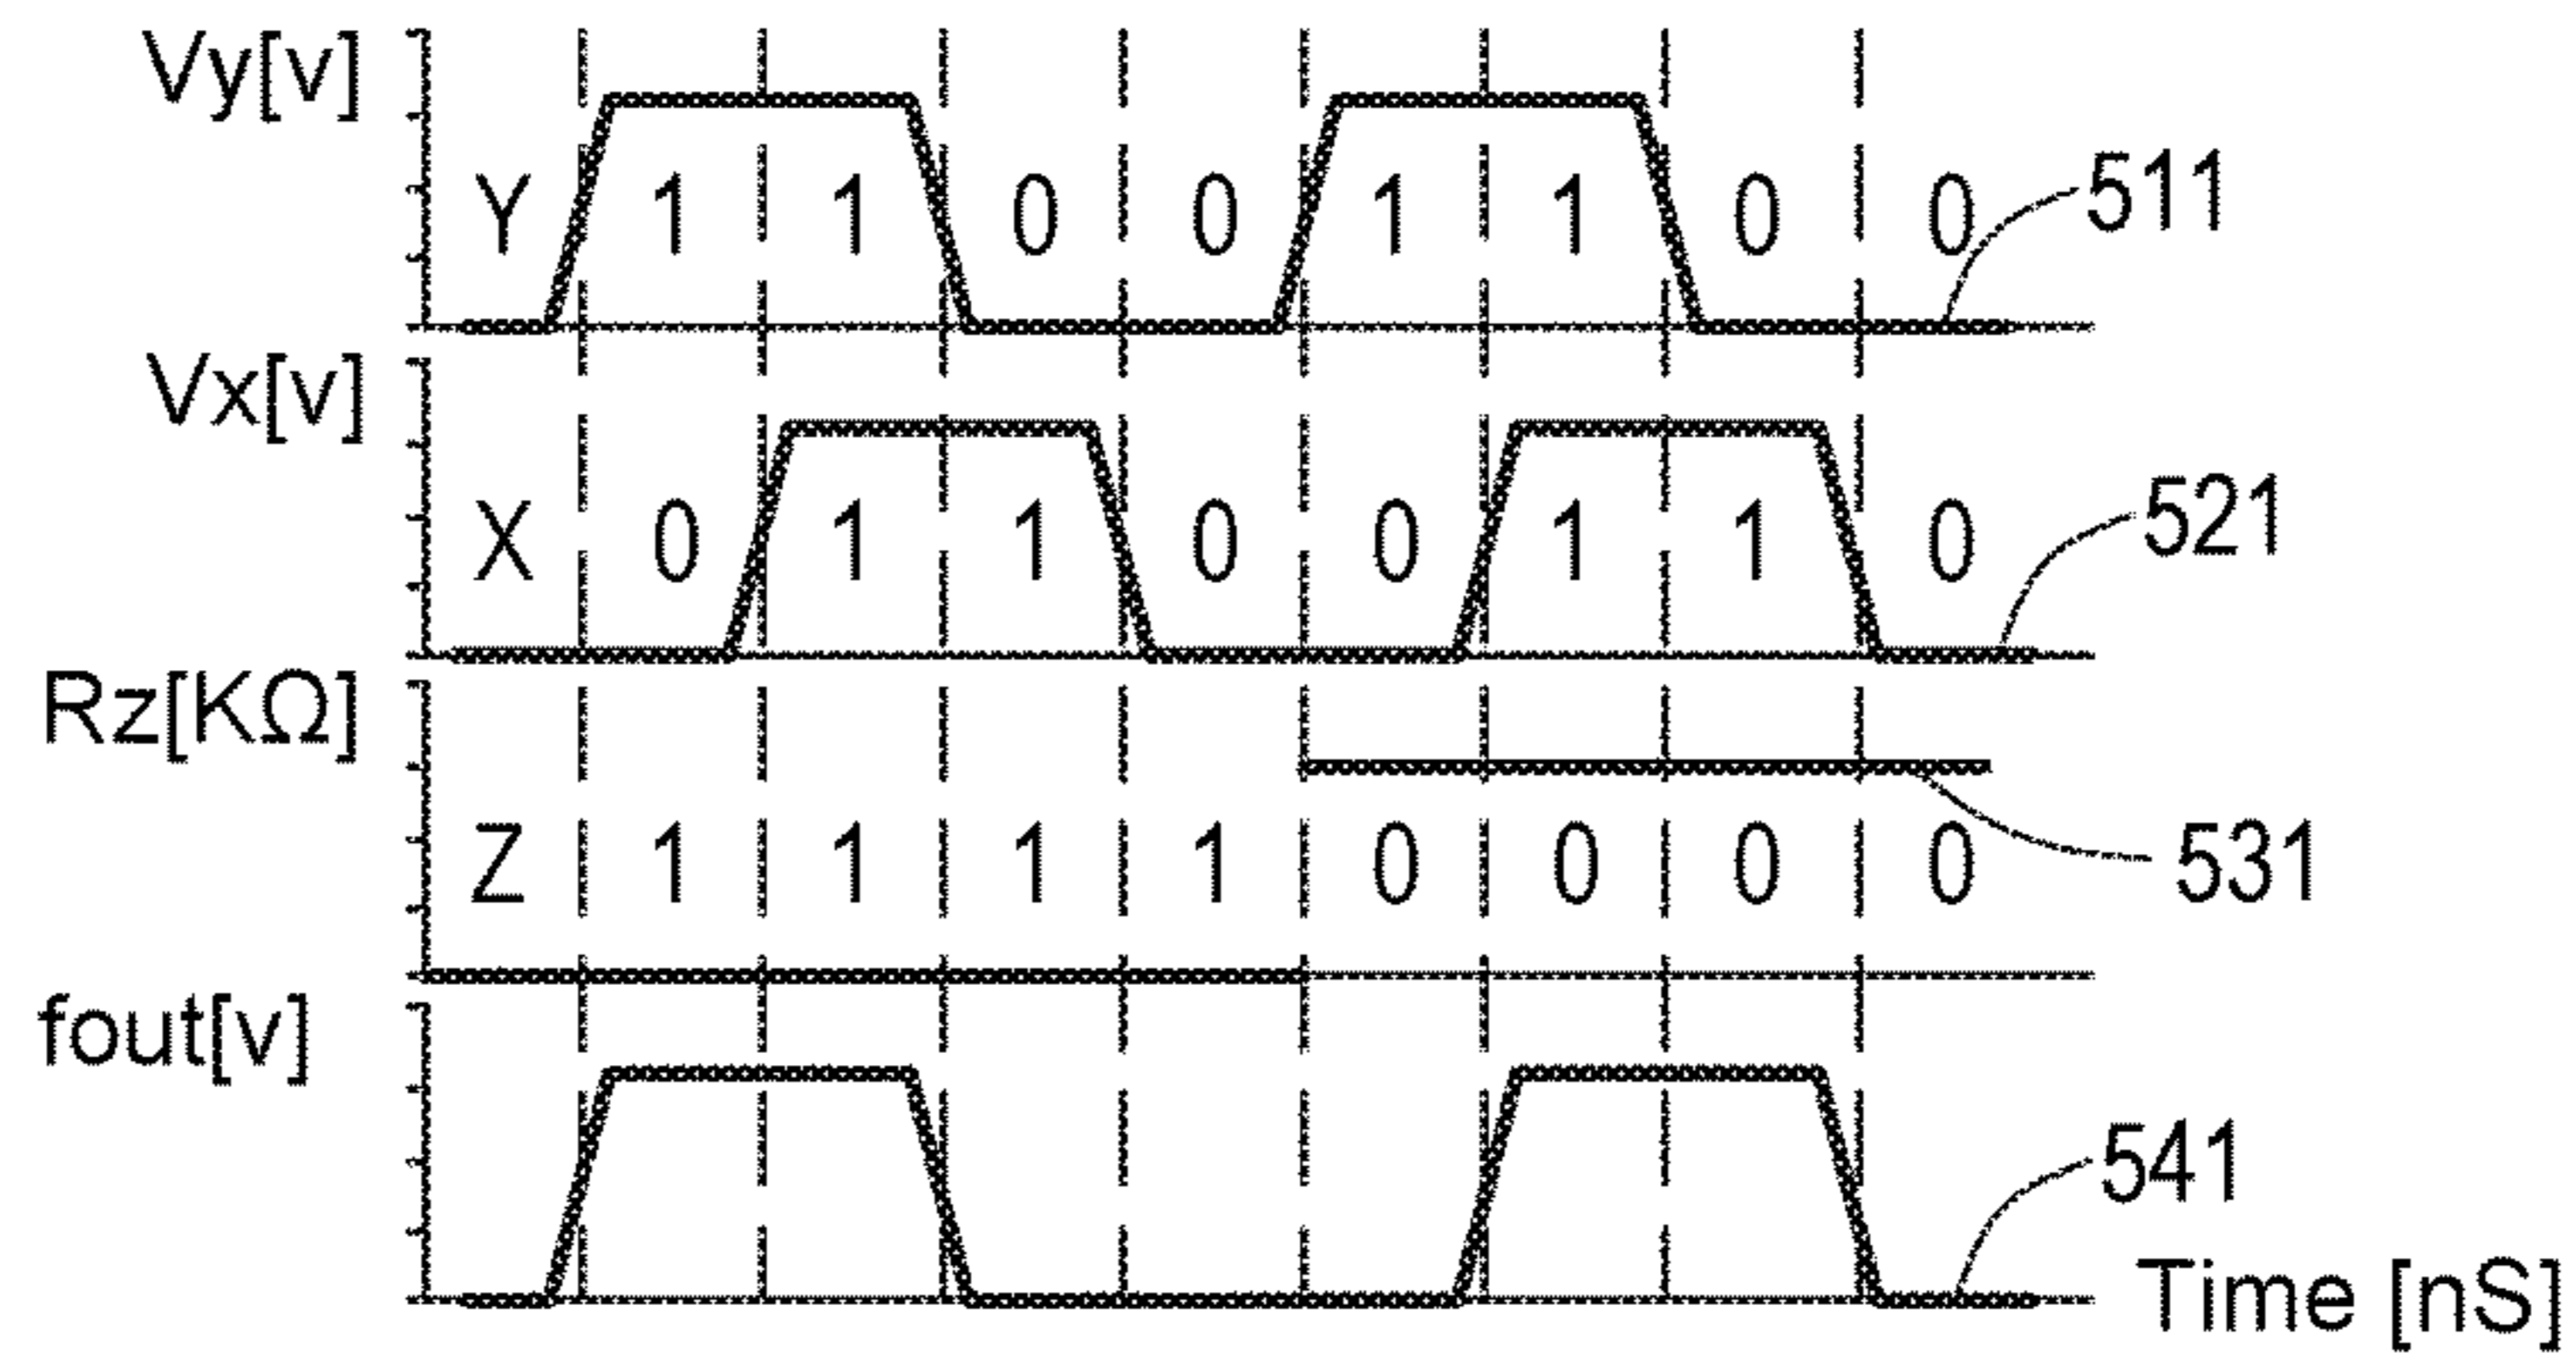 Vy[v]
Y 1 1 0 0 1 1 0 0 511
Vx[v]
X 0 1 1 0 0 1 1 0 521
Rz[KΩ]
Z 1 1 1 1 0 0 0 0 531
fout[v]
541
Time [nS]